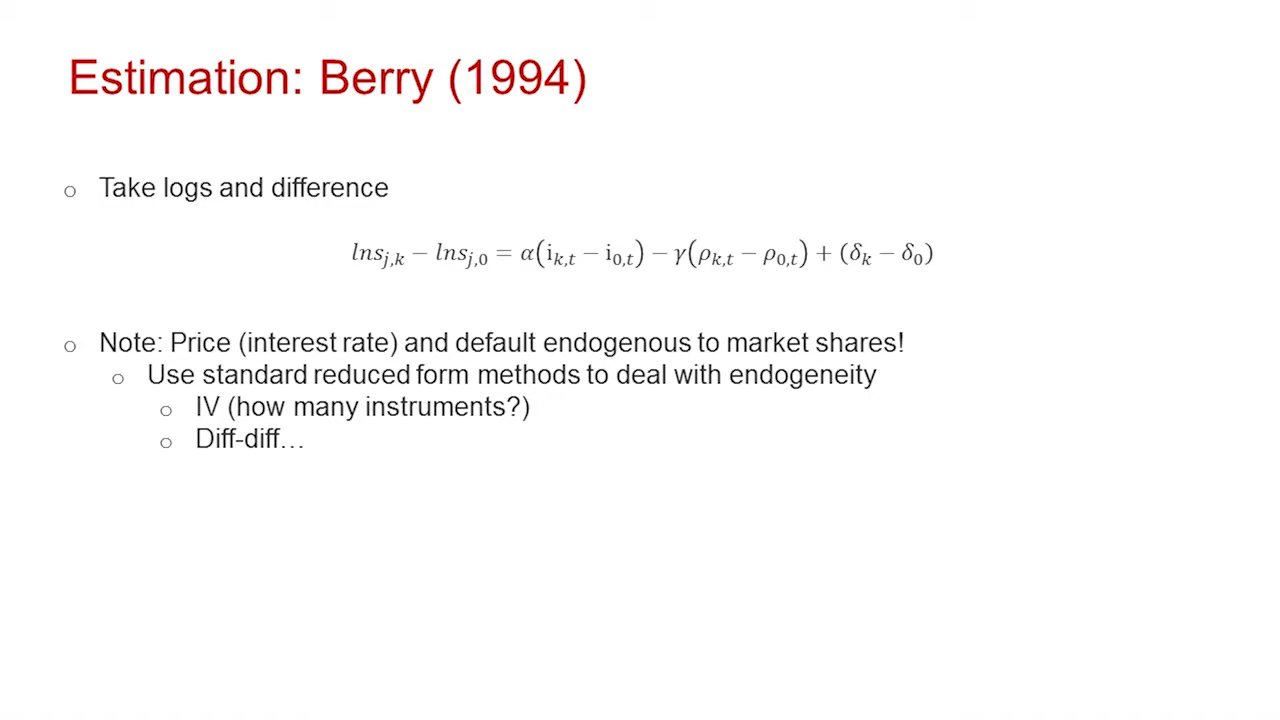 Estimation: Berry (1994)
○ Take logs and difference
lns_{j,k} − lns_{j,0} = α(i_{k,t} − i_{0,t}) − γ(ρ_{k,t} − ρ_{0,t}) + (δ_k − δ_0)
○ Note: Price (interest rate) and default endogenous to market shares!
○ Use standard reduced form methods to deal with endogeneity
○ IV (how many instruments?)
○ Diff-diff…